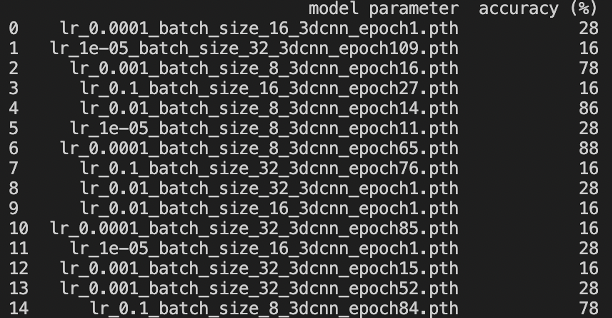 model parameter accuracy (%)
0 lr_0.0001_batch_size_16_3dcnn_epoch1.pth 28
1 lr_1e-05_batch_size_32_3dcnn_epoch109.pth 16
2 lr_0.001_batch_size_8_3dcnn_epoch16.pth 78
3 lr_0.1_batch_size_16_3dcnn_epoch27.pth 16
4 lr_0.01_batch_size_8_3dcnn_epoch14.pth 86
5 lr_1e-05_batch_size_8_3dcnn_epoch11.pth 28
6 lr_0.0001_batch_size_8_3dcnn_epoch65.pth 88
7 lr_0.1_batch_size_32_3dcnn_epoch76.pth 16
8 lr_0.01_batch_size_32_3dcnn_epoch1.pth 28
9 lr_0.01_batch_size_16_3dcnn_epoch1.pth 16
10 lr_0.0001_batch_size_32_3dcnn_epoch85.pth 16
11 lr_1e-05_batch_size_16_3dcnn_epoch1.pth 28
12 lr_0.001_batch_size_32_3dcnn_epoch15.pth 16
13 lr_0.001_batch_size_32_3dcnn_epoch52.pth 28
14 lr_0.1_batch_size_8_3dcnn_epoch84.pth 78